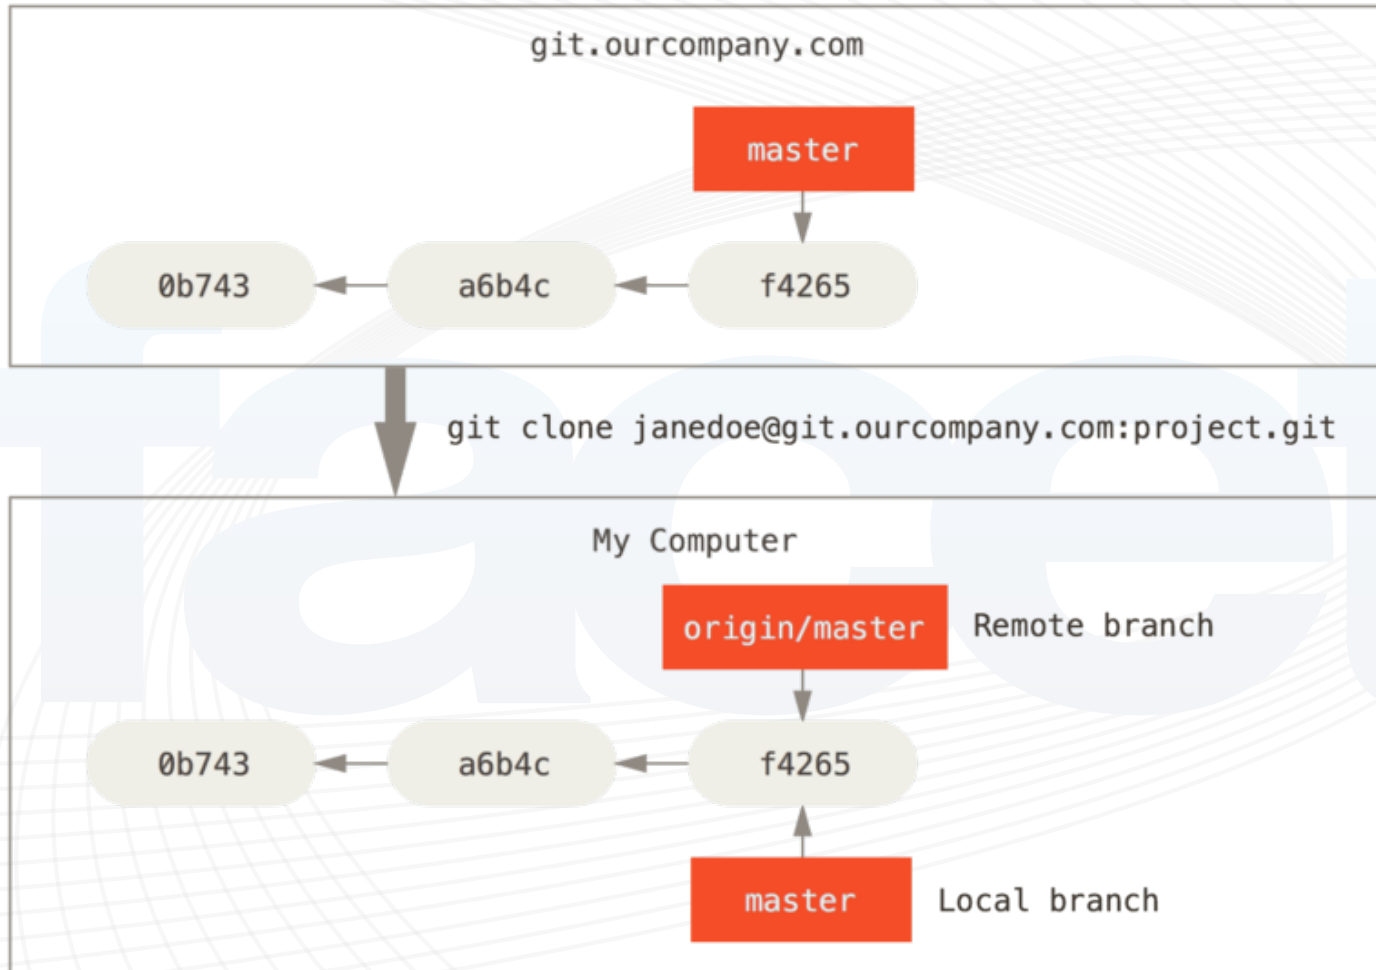 git.ourcompany.com
master
0b743 a6b4c f4265
git clone janedoe@git.ourcompany.com:project.git
My Computer
origin/master Remote branch
0b743 a6b4c f4265
master Local branch
facet